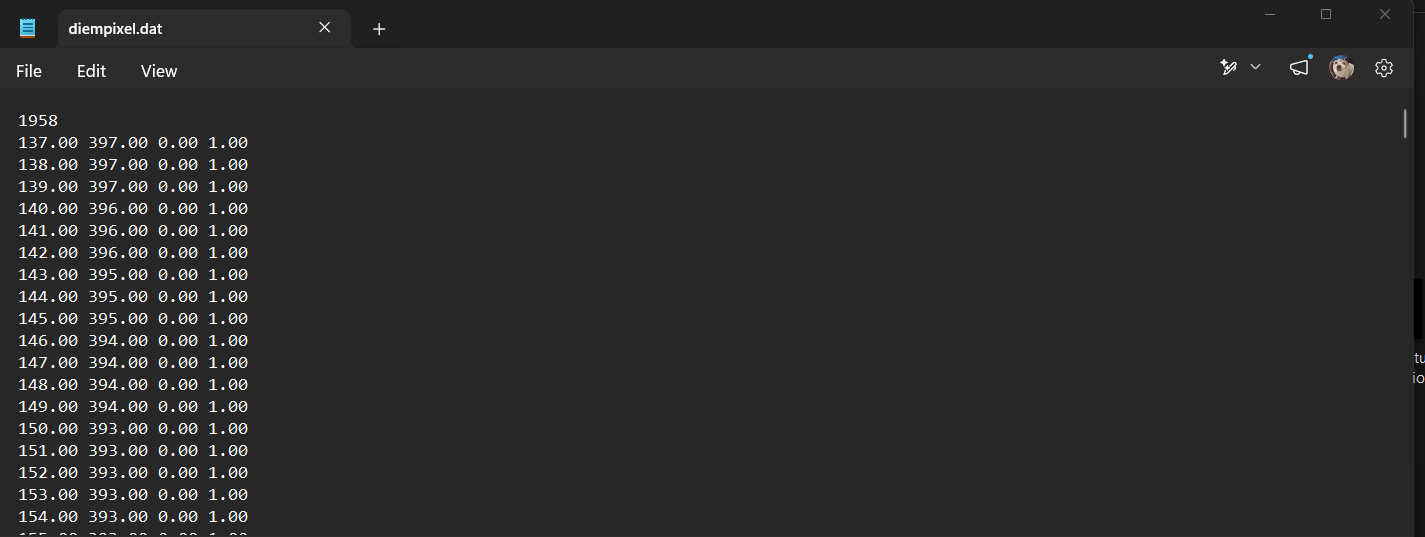 diempixel.dat
File Edit View
1958
137.00 397.00 0.00 1.00
138.00 397.00 0.00 1.00
139.00 397.00 0.00 1.00
140.00 396.00 0.00 1.00
141.00 396.00 0.00 1.00
142.00 396.00 0.00 1.00
143.00 395.00 0.00 1.00
144.00 395.00 0.00 1.00
145.00 395.00 0.00 1.00
146.00 394.00 0.00 1.00
147.00 394.00 0.00 1.00
148.00 394.00 0.00 1.00
149.00 394.00 0.00 1.00
150.00 393.00 0.00 1.00
151.00 393.00 0.00 1.00
152.00 393.00 0.00 1.00
153.00 393.00 0.00 1.00
154.00 393.00 0.00 1.00